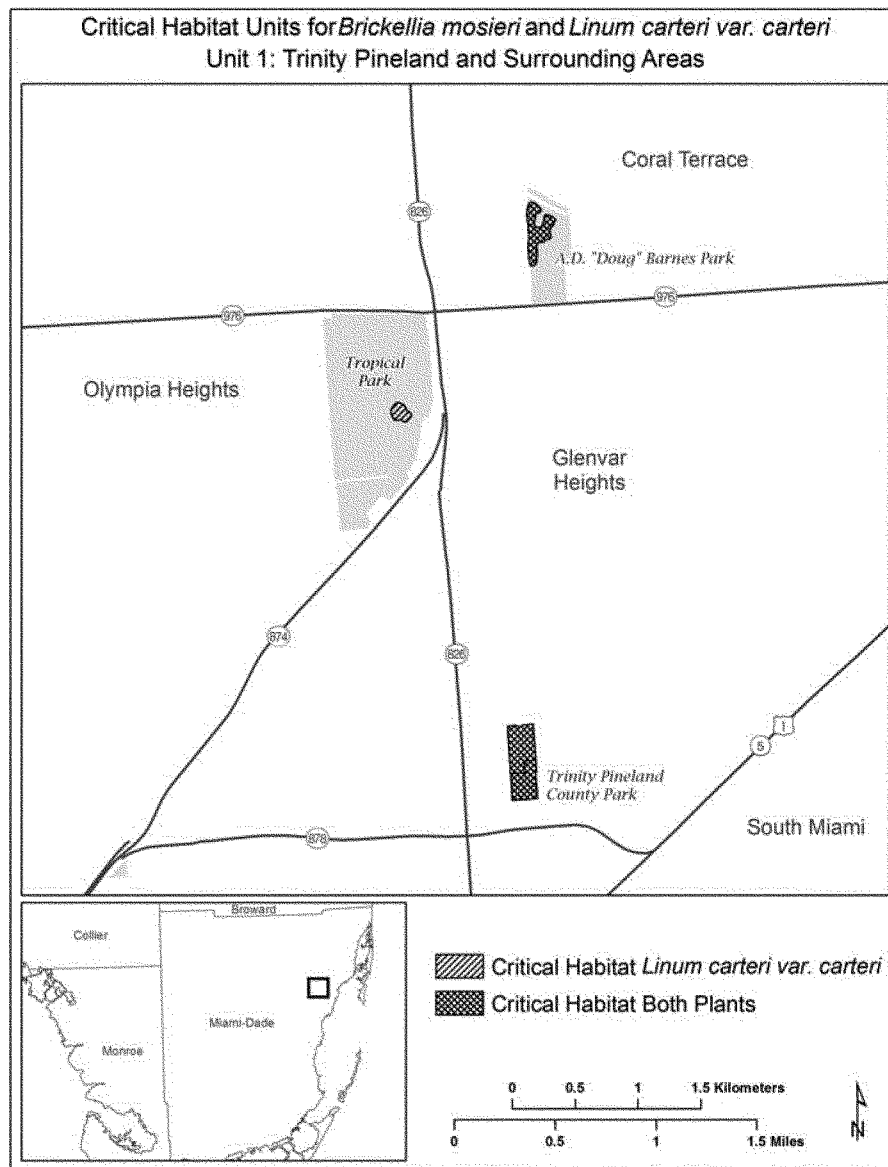 Critical Habitat Units for Brickellia mosieri and Linum carteri var. carteri
Unit 1: Trinity Pineland and Surrounding Areas
Coral Terrace
826
A.D. "Doug" Barnes Park
976
976
Tropical
Park
Olympia Heights
Glenvar
Heights
874
826
1
5
Trinity Pineland
County Park
South Miami
878
Broward
Collier
Miami-Dade
Monroe
Critical Habitat Linum carteri var. carteri
Critical Habitat Both Plants
0 0.5 1 1.5 Kilometers
0 0.5 1 1.5 Miles
N